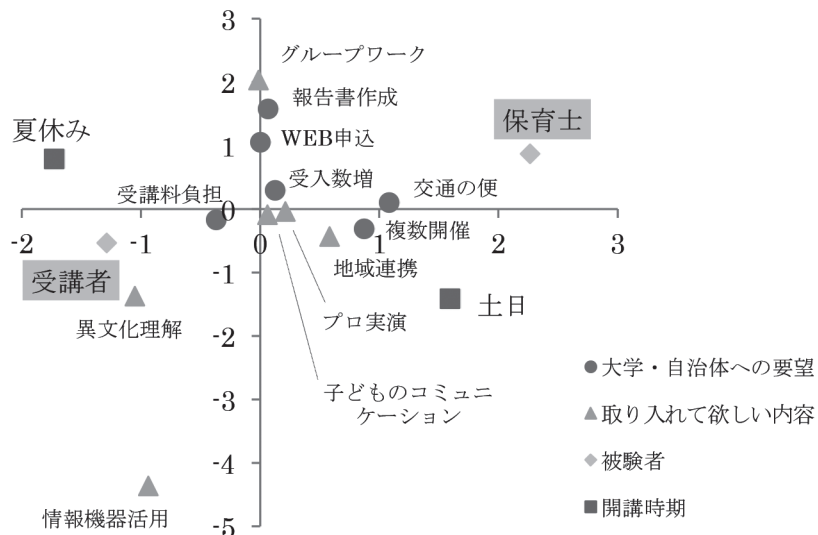 3
グループワーク
2
報告書作成
保育士
夏休み
WEB申込
1
受入数増
交通の便
受講料負担
0
-2
-1
0
1
2
3
複数開催
受講者
-1
地域連携
土日
異文化理解
プロ実演
-2
大学・自治体への要望
-3
子どものコミュニ
ケーション
取り入れて欲しい内容
-4
被験者
情報機器活用
開講時期
-5